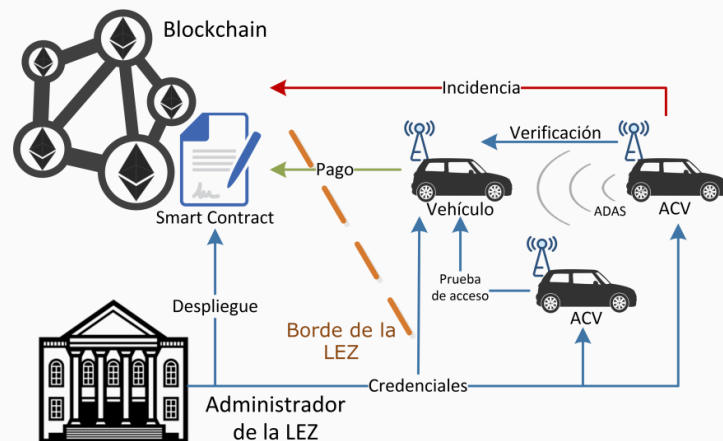 Blockchain
Incidencia
Verificación
Pago
Smart Contract
Vehículo
ADAS
ACV
Prueba
de acceso
Despliegue
ACV
Borde de la
LEZ
Credenciales
Administrador
de la LEZ